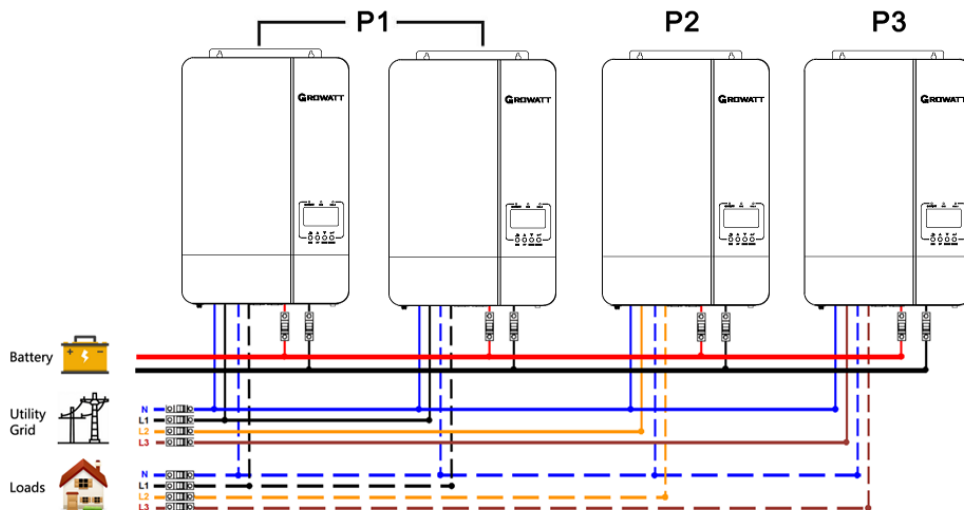 P1
P2
P3
GROWATT
GROWATT
GROWATT
GROWATT
Battery
Utility
Grid
N
L1
L2
L3
Loads
N
L1
L2
L3